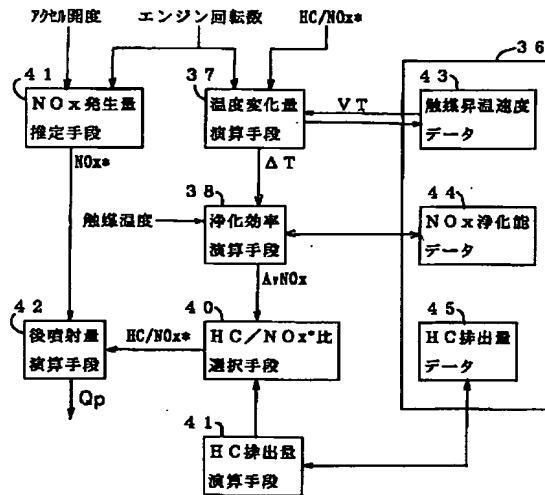 アクセル開度
エンジン回転数
HC/NOx*
36
41
NOx発生量
推定手段
37
温度変化量
演算手段
VT
43
触媒昇温速度
データ
NOx*
ΔT
触媒温度
38
浄化効率
演算手段
44
NOx浄化能
データ
AvNOx
42
後噴射量
演算手段
HC/NOx*
40
HC/NOx*比
選択手段
45
HC排出量
データ
Qp
41
HC排出量
演算手段